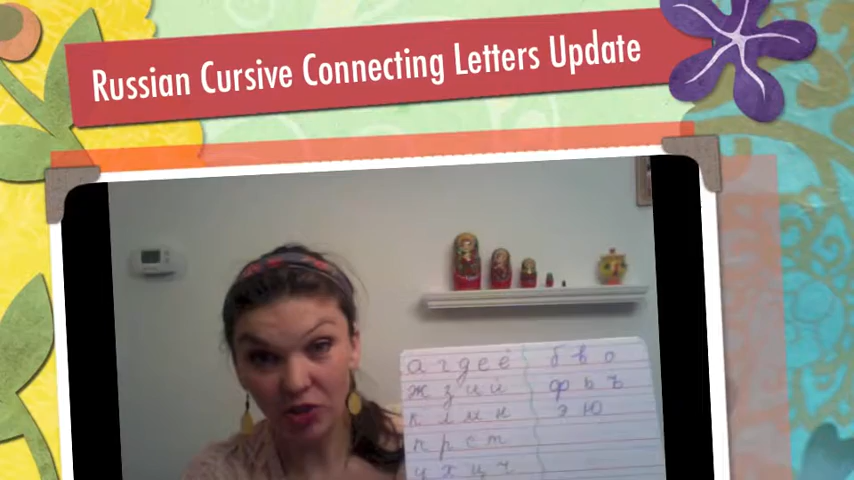 Russian Cursive Connecting Letters Update
а г д е ё б в о
ж з и й ф ь ъ
к л м н э ю
п р с т
у х ц ч